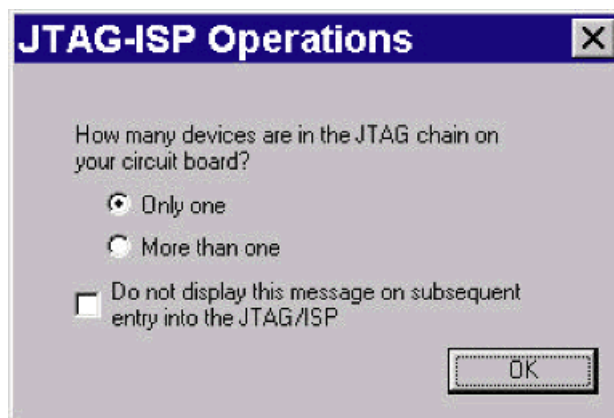 JTAG-ISP Operations
How many devices are in the JTAG chain on
your circuit board?
Only one
More than one
Do not display this message on subsequent
entry into the JTAG/ISP
OK